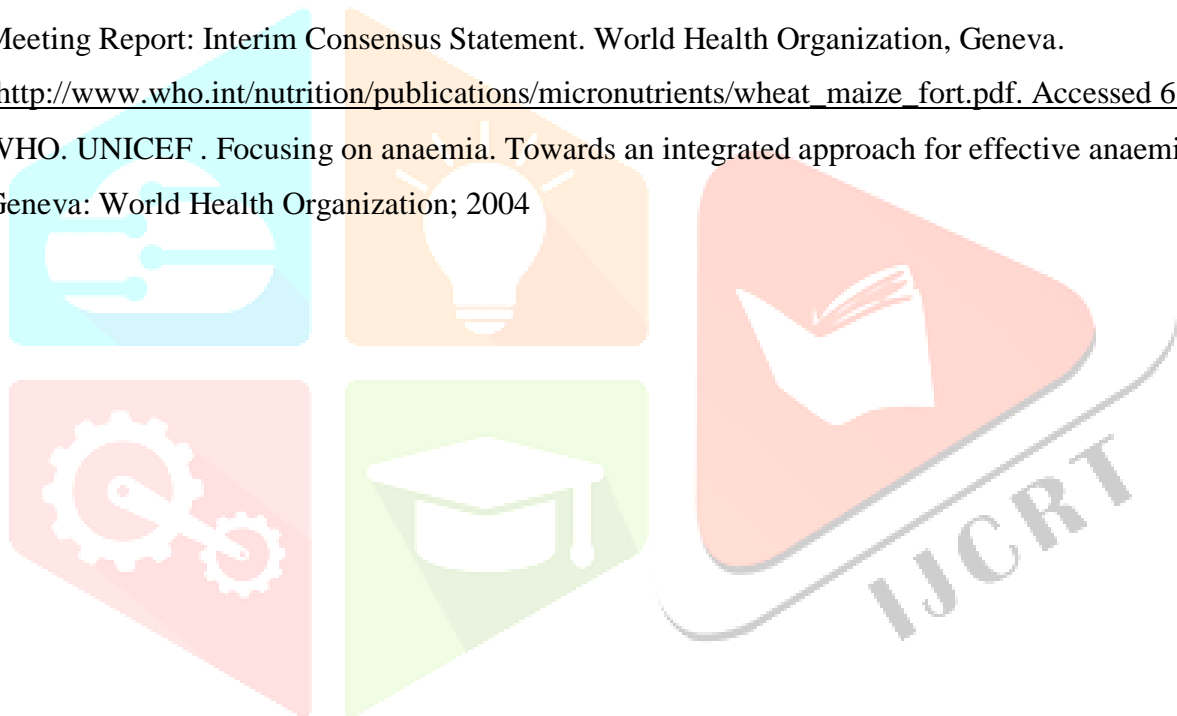 Meeting Report: Interim Consensus Statement. World Health Organization, Geneva.
http://www.who.int/nutrition/publications/micronutrients/wheat_maize_fort.pdf. Accessed 6
WHO. UNICEF . Focusing on anaemia. Towards an integrated approach for effective anaemi
Geneva: World Health Organization; 2004
IJCRT